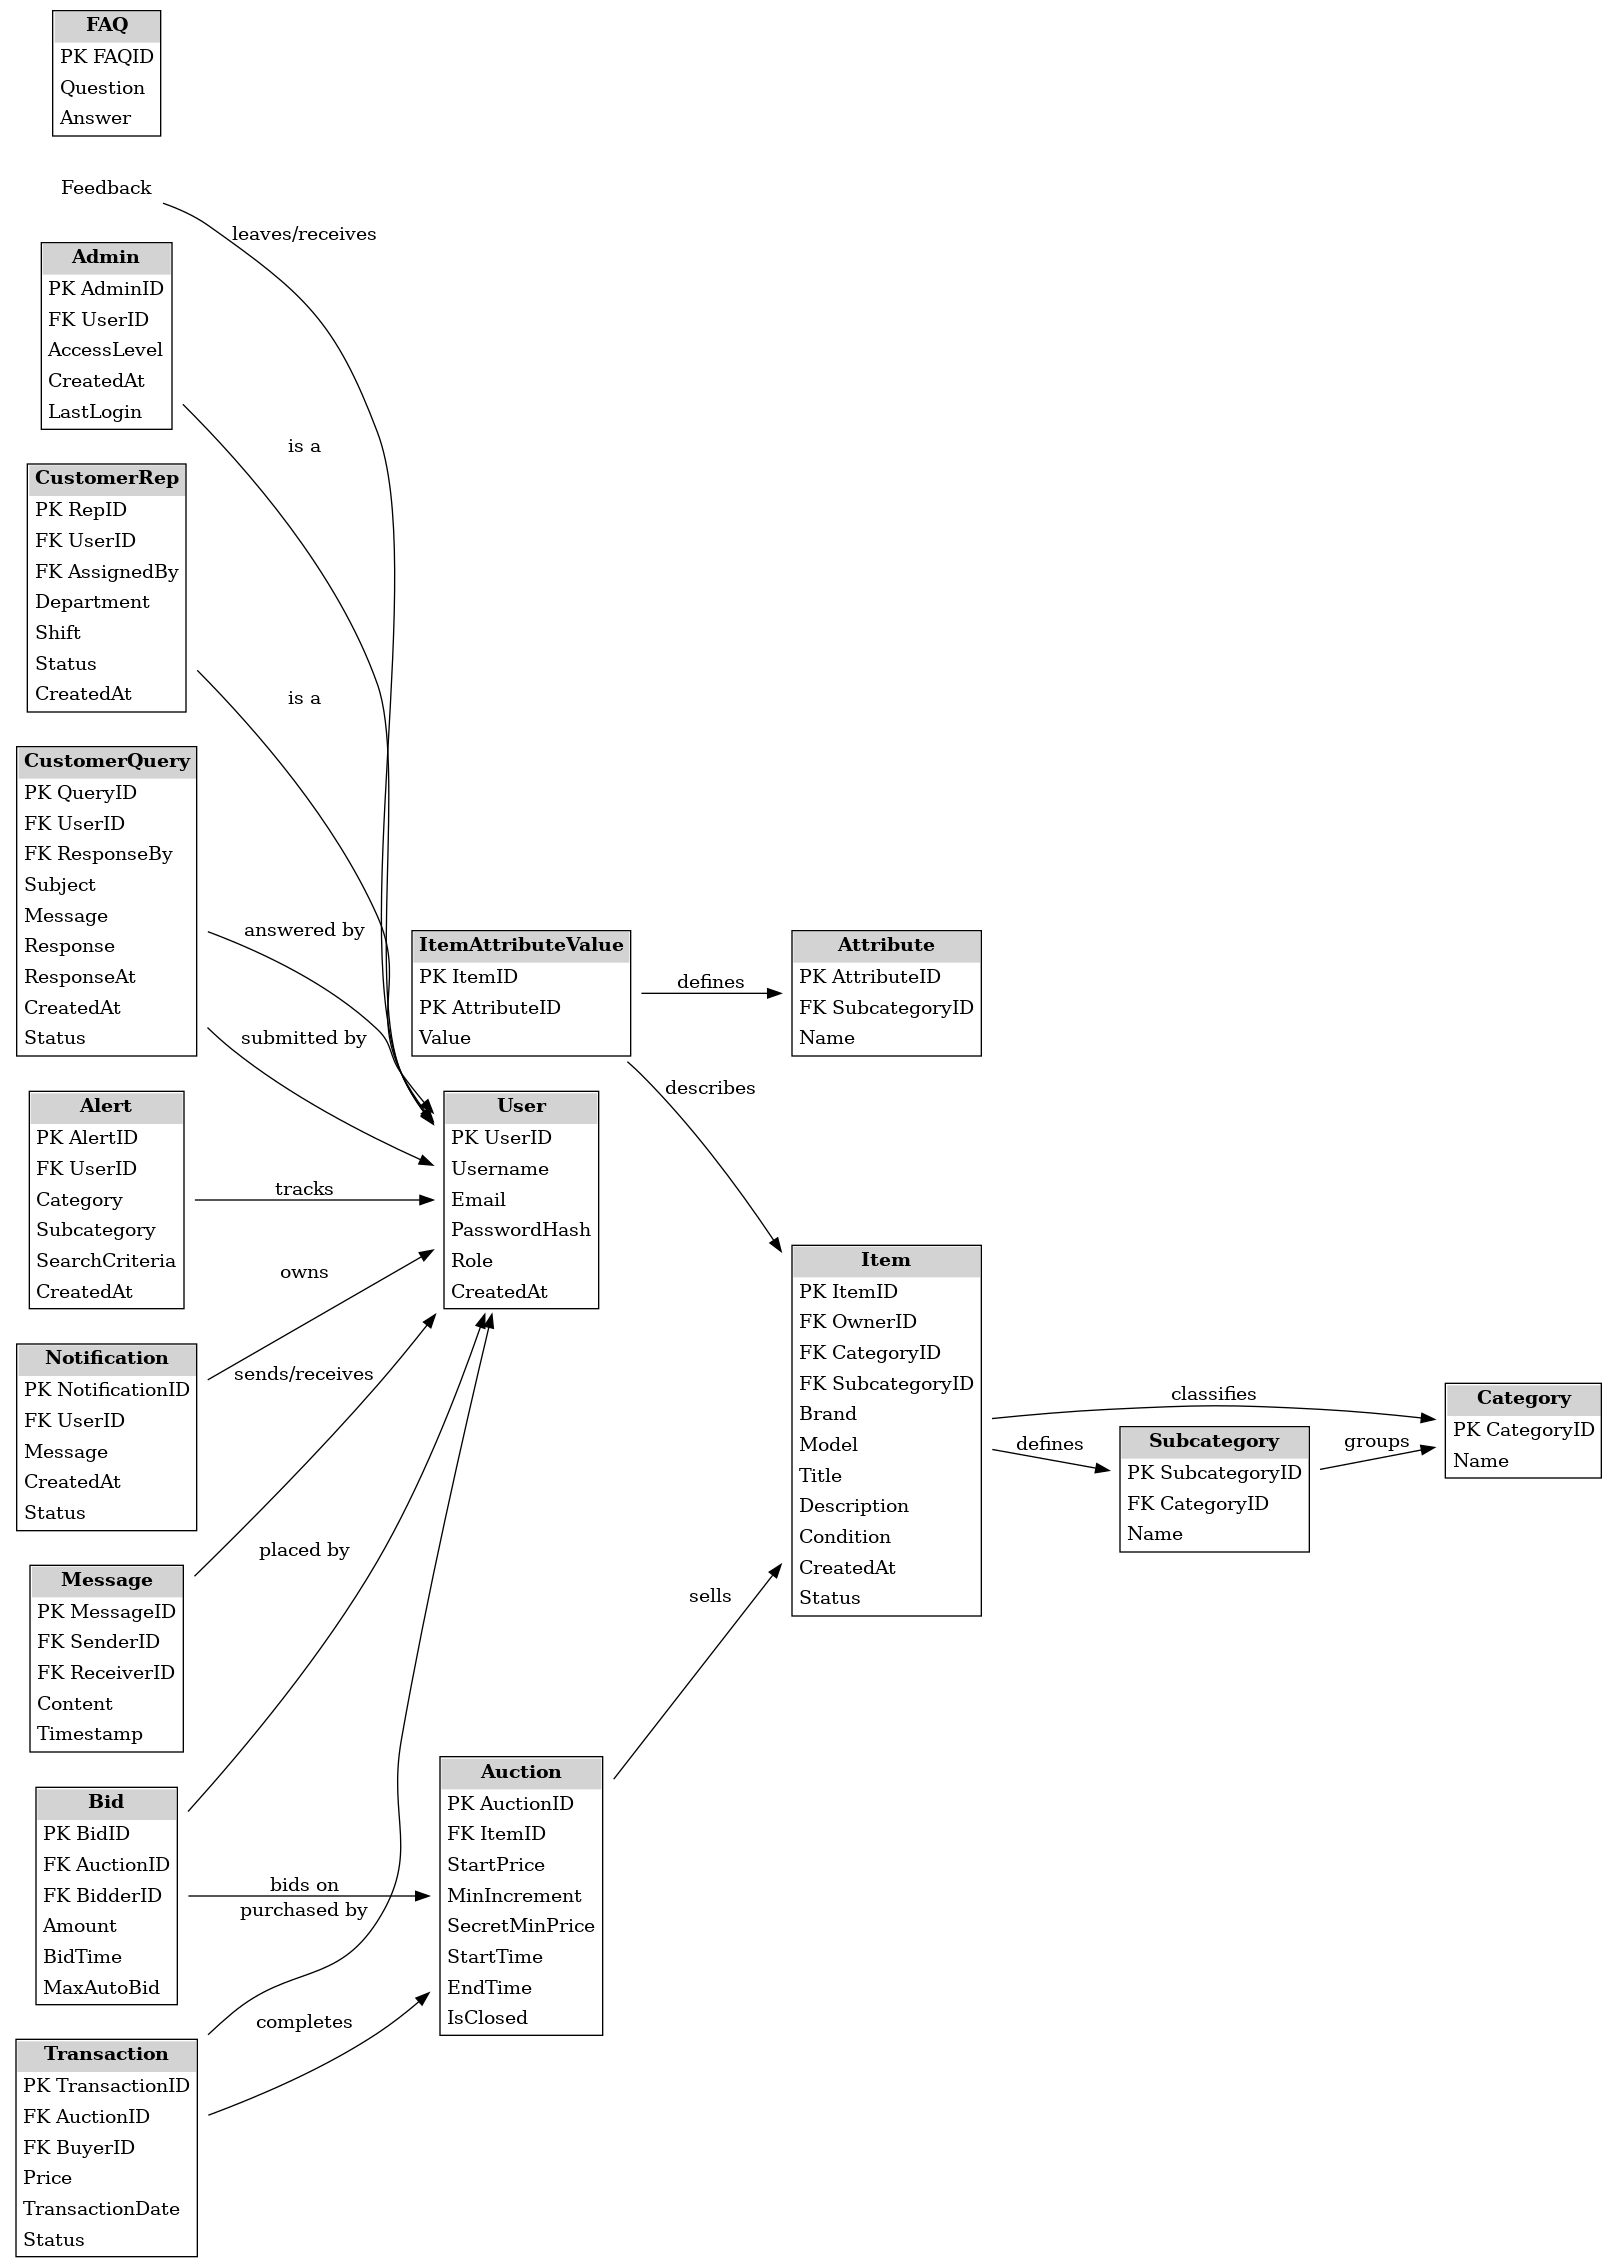 FAQ
PK FAQID
Question
Answer
Feedback
leaves/receives
Admin
PK AdminID
FK UserID
AccessLevel
CreatedAt
LastLogin
is a
CustomerRep
PK RepID
FK UserID
FK AssignedBy
Department
Shift
Status
CreatedAt
is a
CustomerQuery
PK QueryID
FK UserID
FK ResponseBy
Subject
Message
Response
ResponseAt
CreatedAt
Status
answered by
submitted by
Alert
PK AlertID
FK UserID
Category
Subcategory
SearchCriteria
CreatedAt
tracks
Notification
PK NotificationID
FK UserID
Message
CreatedAt
Status
owns
sends/receives
Message
PK MessageID
FK SenderID
FK ReceiverID
Content
Timestamp
placed by
Bid
PK BidID
FK AuctionID
FK BidderID
Amount
BidTime
MaxAutoBid
bids on
purchased by
Transaction
PK TransactionID
FK AuctionID
FK BuyerID
Price
TransactionDate
Status
completes
ItemAttributeValue
PK ItemID
PK AttributeID
Value
defines
describes
User
PK UserID
Username
Email
PasswordHash
Role
CreatedAt
Auction
PK AuctionID
FK ItemID
StartPrice
MinIncrement
SecretMinPrice
StartTime
EndTime
IsClosed
sells
Attribute
PK AttributeID
FK SubcategoryID
Name
Item
PK ItemID
FK OwnerID
FK CategoryID
FK SubcategoryID
Brand
Model
Title
Description
Condition
CreatedAt
Status
classifies
defines
Subcategory
PK SubcategoryID
FK CategoryID
Name
groups
Category
PK CategoryID
Name